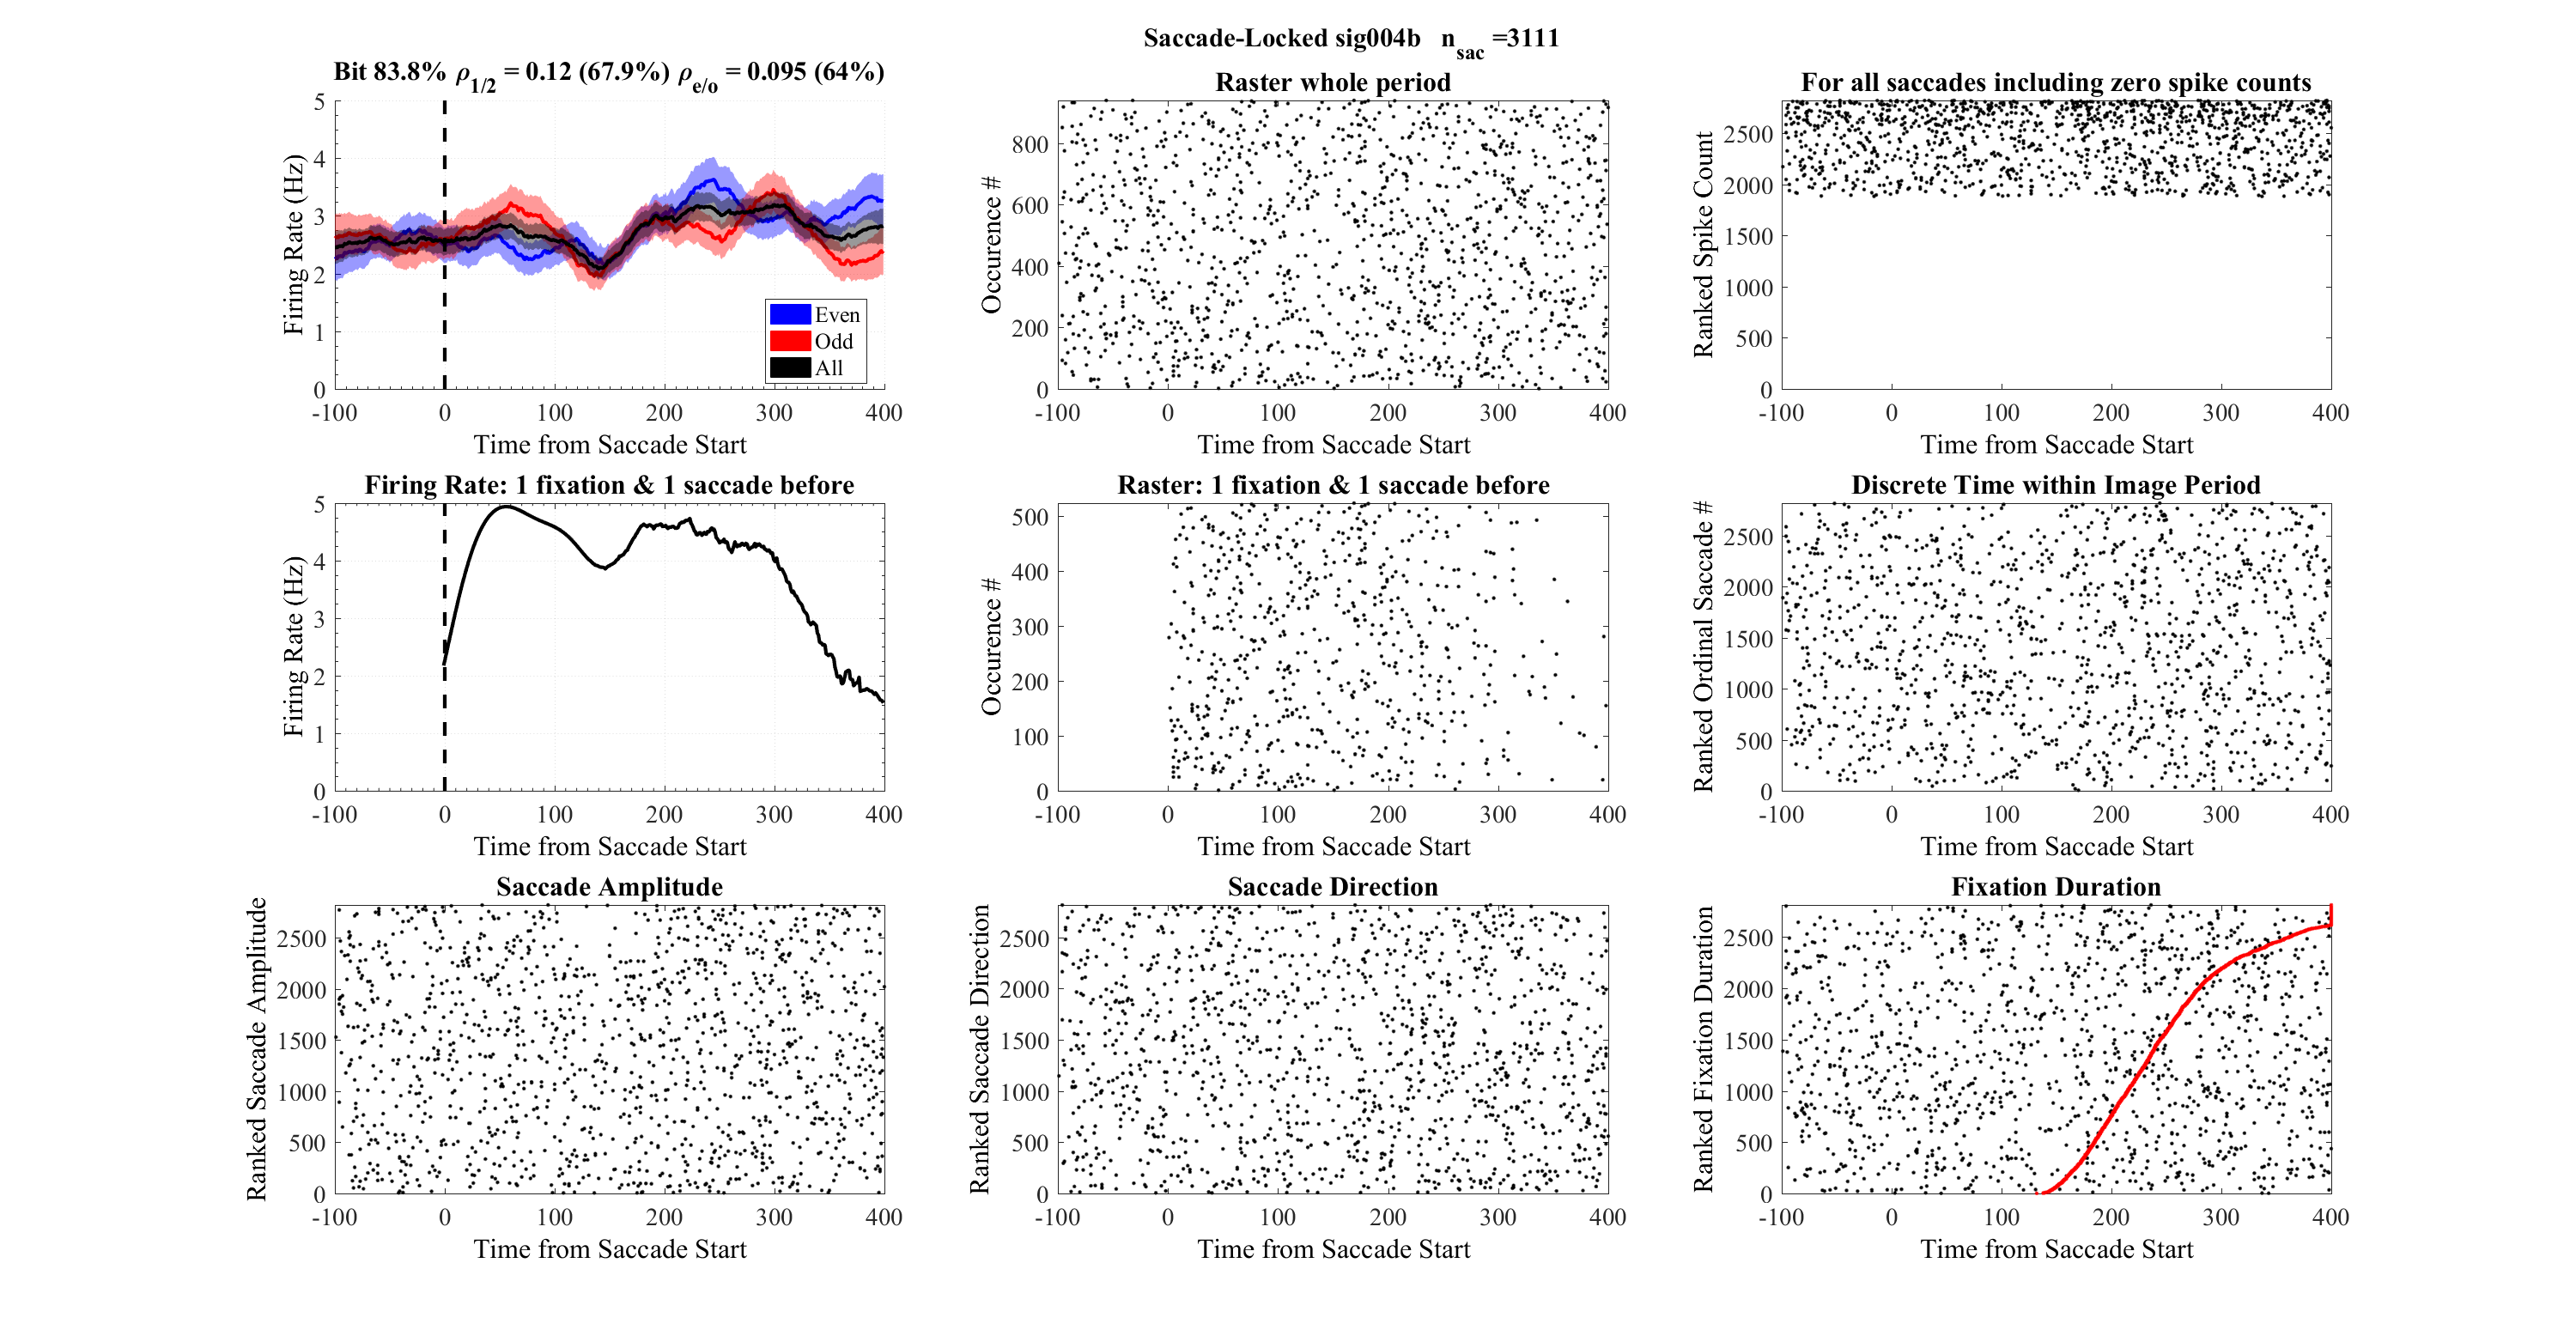 Saccade-Locked sig004b n_sac =3111
Bit 83.8% ρ_1/2 = 0.12 (67.9%) ρ_e/o = 0.095 (64%)
Firing Rate (Hz)
5
4
3
2
1
0
Even
Odd
All
-100 0 100 200 300 400
Time from Saccade Start
Raster whole period
Occurence #
800
600
400
200
0
-100 0 100 200 300 400
Time from Saccade Start
For all saccades including zero spike counts
Ranked Spike Count
2500
2000
1500
1000
500
0
-100 0 100 200 300 400
Time from Saccade Start
Firing Rate: 1 fixation & 1 saccade before
Firing Rate (Hz)
5
4
3
2
1
0
-100 0 100 200 300 400
Time from Saccade Start
Raster: 1 fixation & 1 saccade before
Occurence #
500
400
300
200
100
0
-100 0 100 200 300 400
Time from Saccade Start
Discrete Time within Image Period
Ranked Ordinal Saccade #
2500
2000
1500
1000
500
0
-100 0 100 200 300 400
Time from Saccade Start
Saccade Amplitude
Ranked Saccade Amplitude
2500
2000
1500
1000
500
0
-100 0 100 200 300 400
Time from Saccade Start
Saccade Direction
Ranked Saccade Direction
2500
2000
1500
1000
500
0
-100 0 100 200 300 400
Time from Saccade Start
Fixation Duration
Ranked Fixation Duration
2500
2000
1500
1000
500
0
-100 0 100 200 300 400
Time from Saccade Start